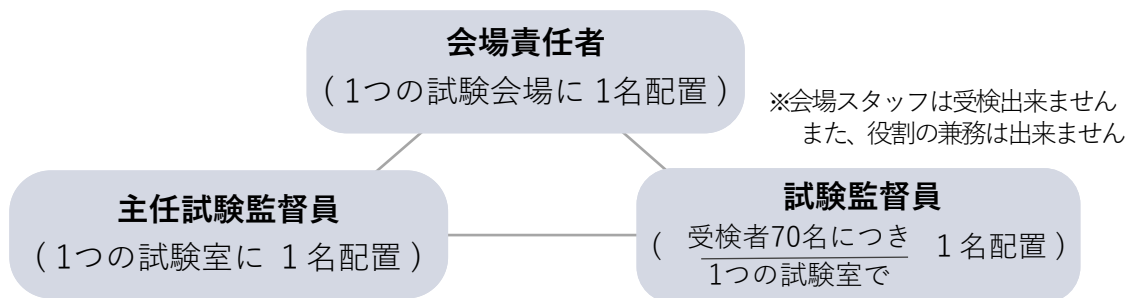 会場責任者
( 1つの試験会場に 1名配置 )
※会場スタッフは受検出来ません
また、役割の兼務は出来ません
主任試験監督員
( 1つの試験室に 1 名配置 )
試験監督員
( 受検者70名につき 1 名配置 )
1つの試験室で